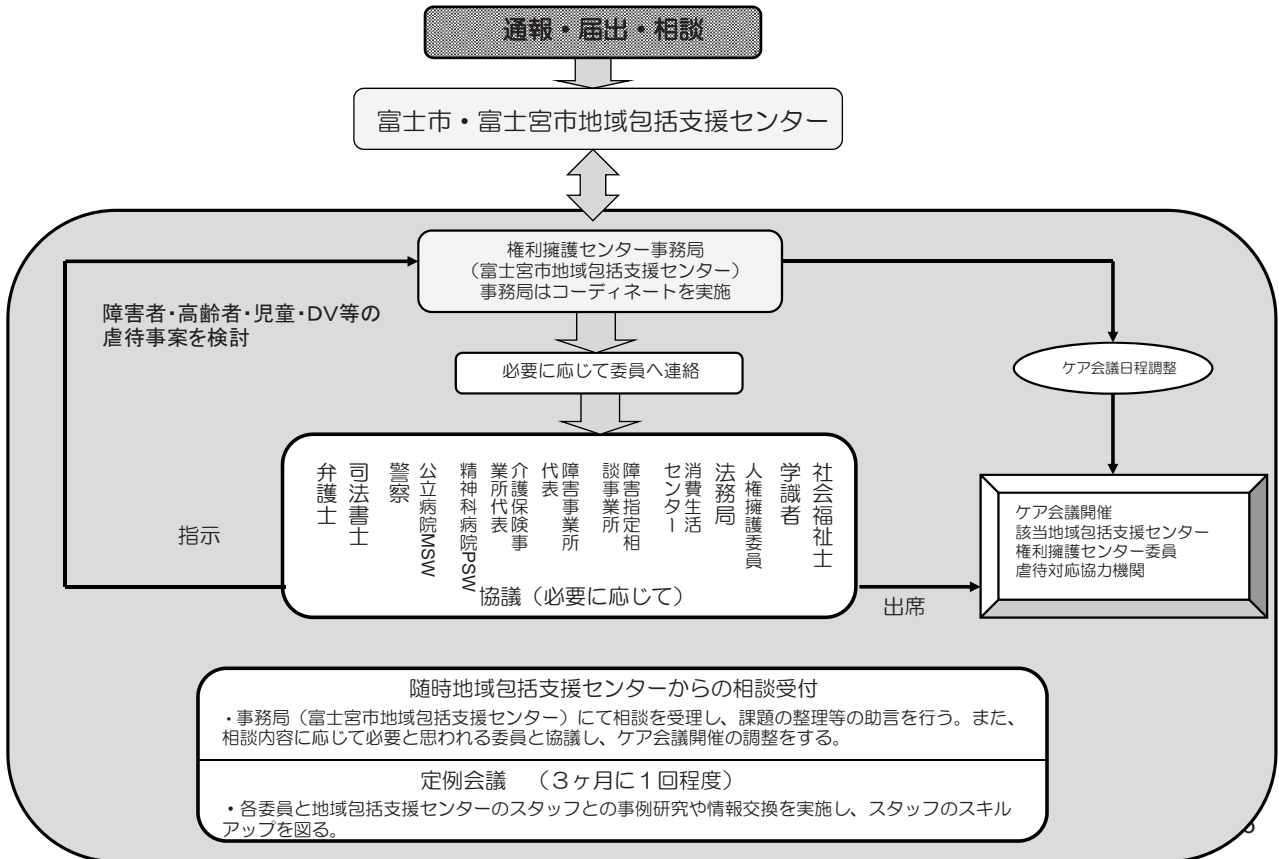 通報・届出・相談
富士市・富士宮市地域包括支援センター
権利擁護センター事務局
（富士宮市地域包括支援センター）
事務局はコーディネートを実施
障害者・高齢者・児童・DV等の
虐待事案を検討
必要に応じて委員へ連絡
ケア会議日程調整
弁護士
司法書士
警察
公立病院MSW
精神科病院PSW
介護保険事
業所代表
障害事業所
代表
障害指定相
談事業所
消費生活
センター
法務局
人権擁護委員
学識者
社会福祉士
協議（必要に応じて）
指示
出席
ケア会議開催
該当地域包括支援センター
権利擁護センター委員
虐待対応協力機関
随時地域包括支援センターからの相談受付
・事務局（富士宮市地域包括支援センター）にて相談を受理し、課題の整理等の助言を行う。また、
相談内容に応じて必要と思われる委員と協議し、ケア会議開催の調整をする。
定例会議　（３ヶ月に１回程度）
・各委員と地域包括支援センターのスタッフとの事例研究や情報交換を実施し、スタッフのスキル
アップを図る。